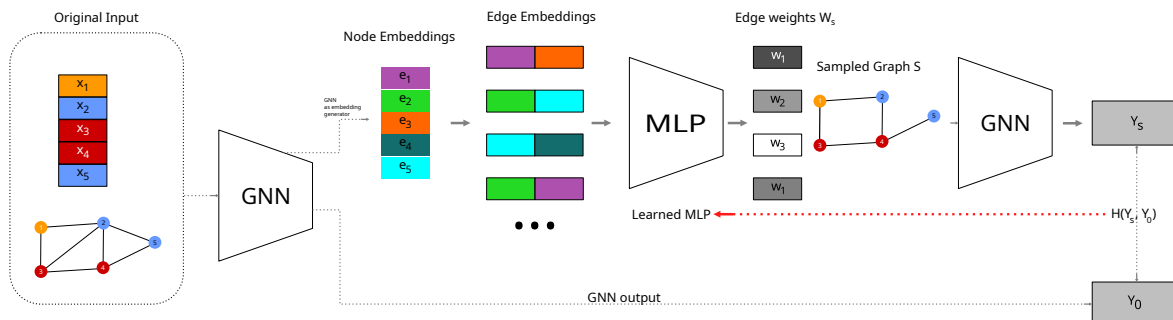 Original Input
x1
x2
x3
x4
x5
1
2
3
4
5
GNN
GNN
as embedding
generator
Node Embeddings
e1
e2
e3
e4
e5
Edge Embeddings
...
MLP
Learned MLP
Edge weights Ws
w1
w2
w3
w1
Sampled Graph S
1
2
3
4
5
GNN
Ys
H(Ys, Y0)
GNN output
Y0